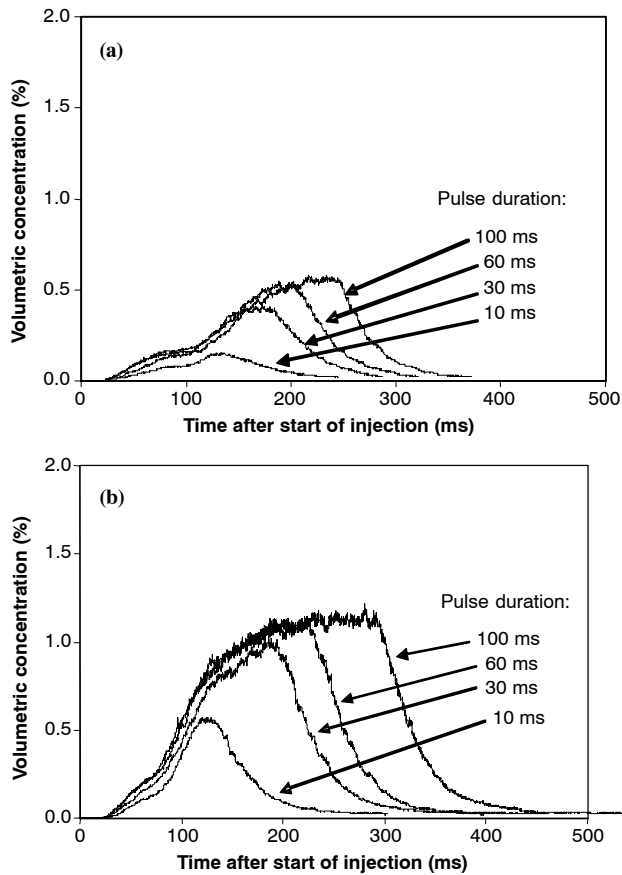 (a)
Volumetric concentration (%)
2.0
1.5
1.0
0.5
0.0
Pulse duration:
100 ms
60 ms
30 ms
10 ms
0 100 200 300 400 500
Time after start of injection (ms)
(b)
Volumetric concentration (%)
2.0
1.5
1.0
0.5
0.0
Pulse duration:
100 ms
60 ms
30 ms
10 ms
0 100 200 300 400 500
Time after start of injection (ms)